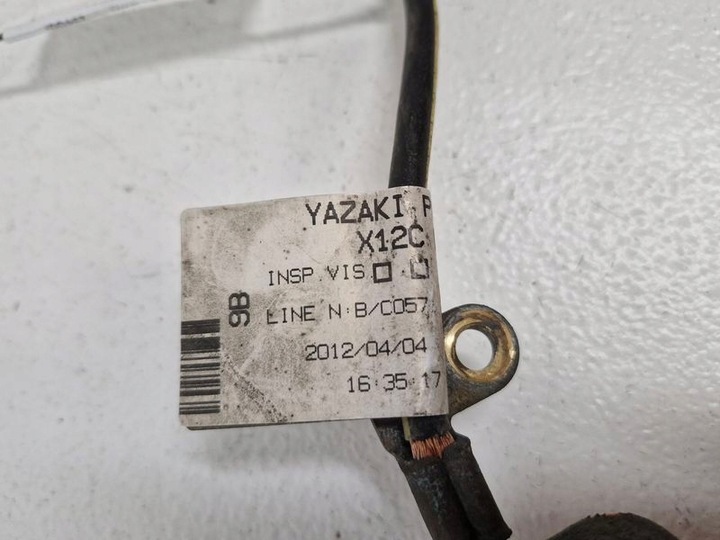 YAZAKI P
X12C
INSP.VIS
LINE N:B/C057
2012/04/04
16:35:17
9B